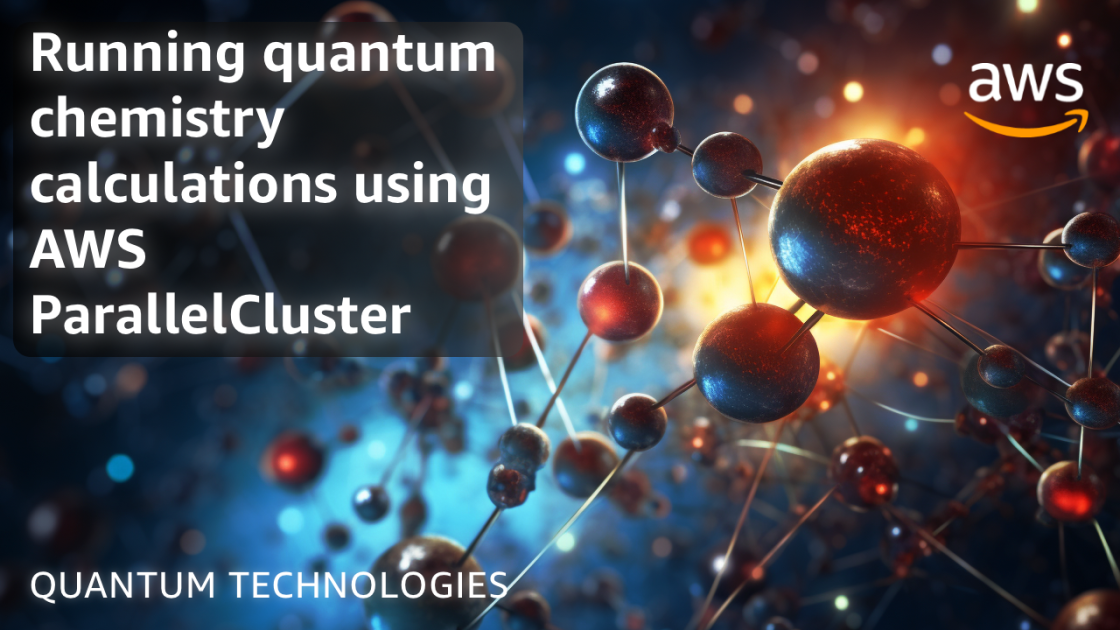 Running quantum
chemistry
calculations using
AWS
ParallelCluster
aws
QUANTUM TECHNOLOGIES